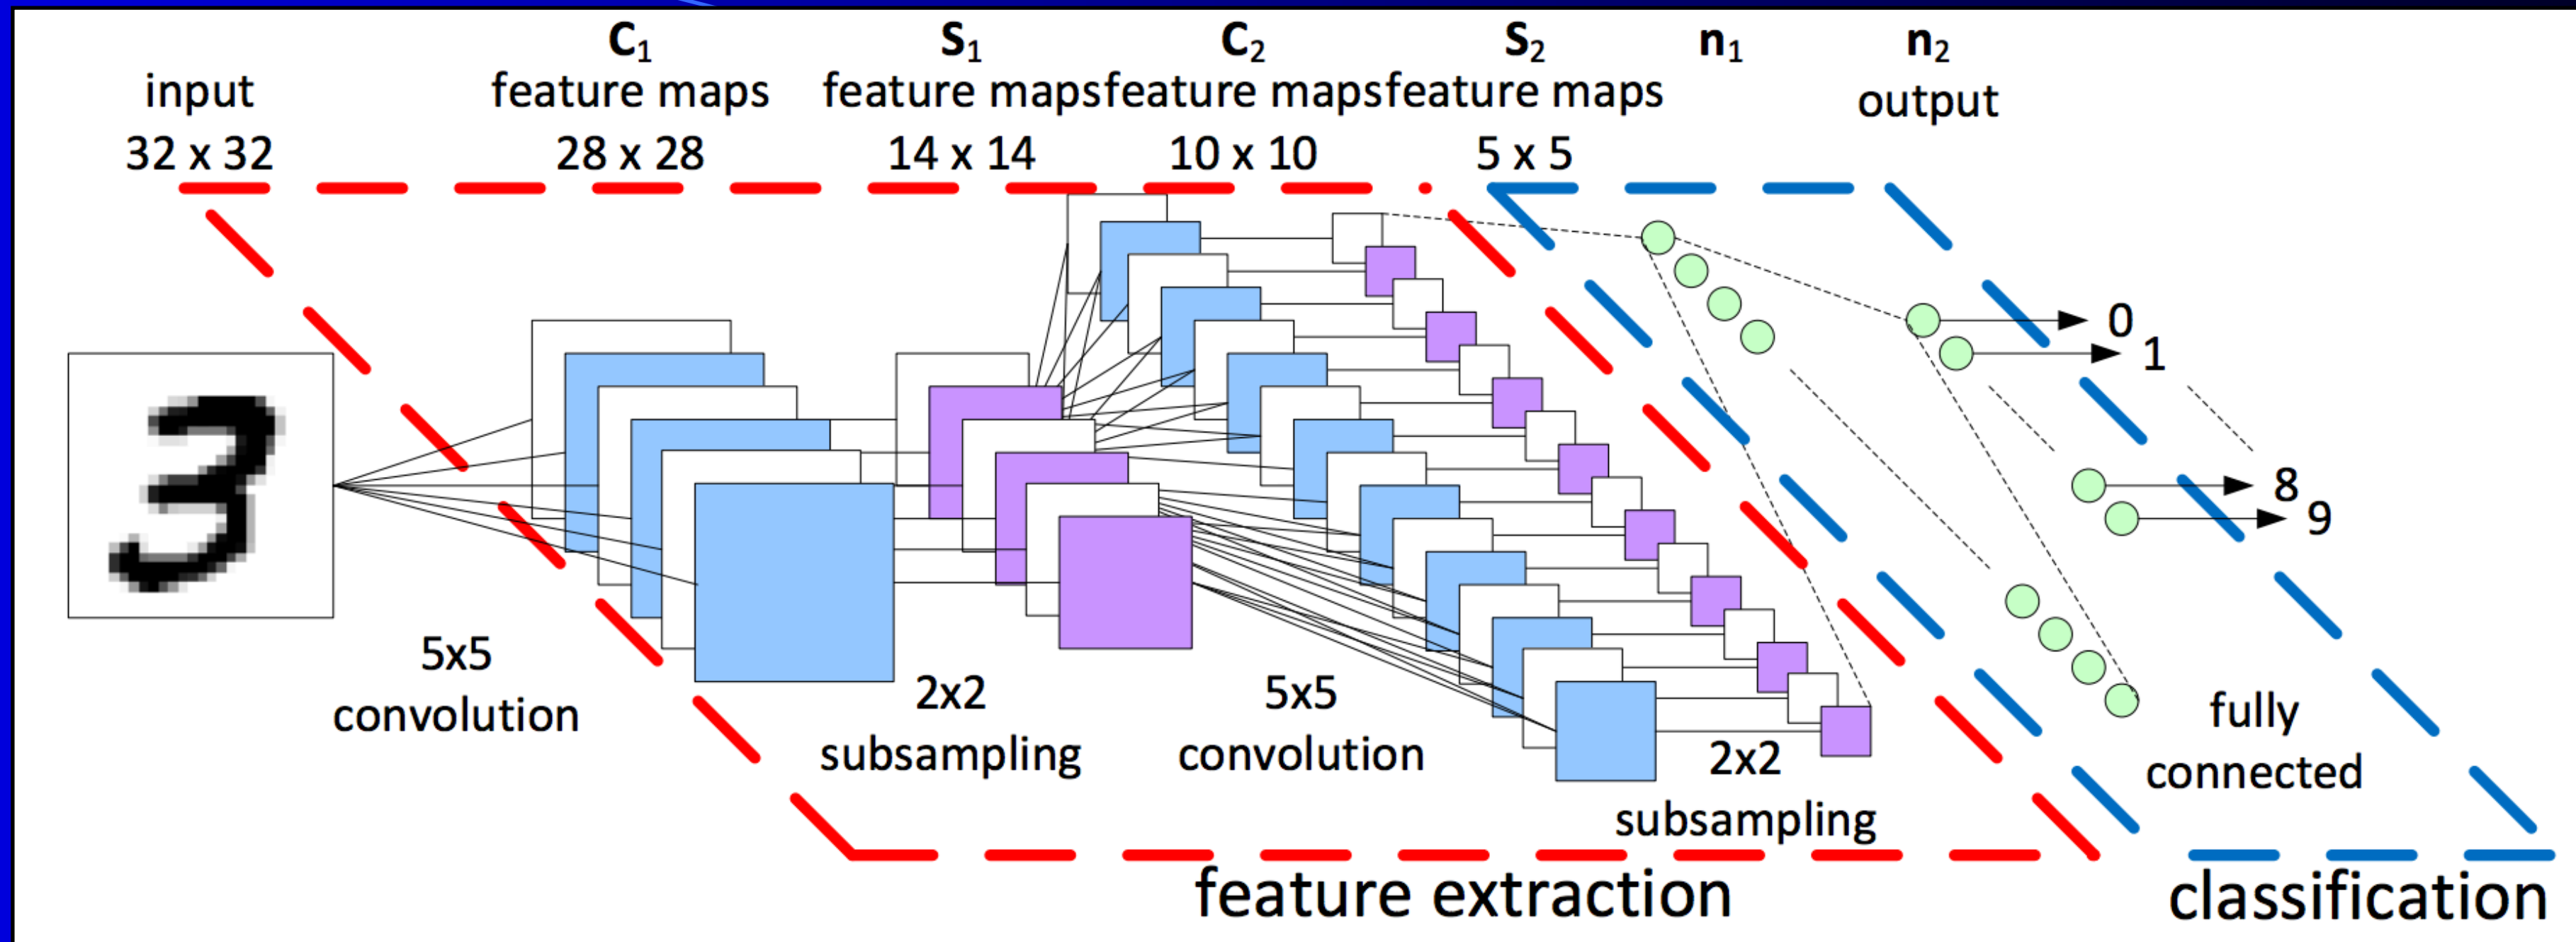 input
32 x 32
C1
feature maps
28 x 28
S1
feature maps
14 x 14
C2
feature maps
10 x 10
S2
feature maps
5 x 5
n1
n2
output
3
0
1
8
9
5x5
convolution
2x2
subsampling
5x5
convolution
2x2
subsampling
fully
connected
feature extraction
classification